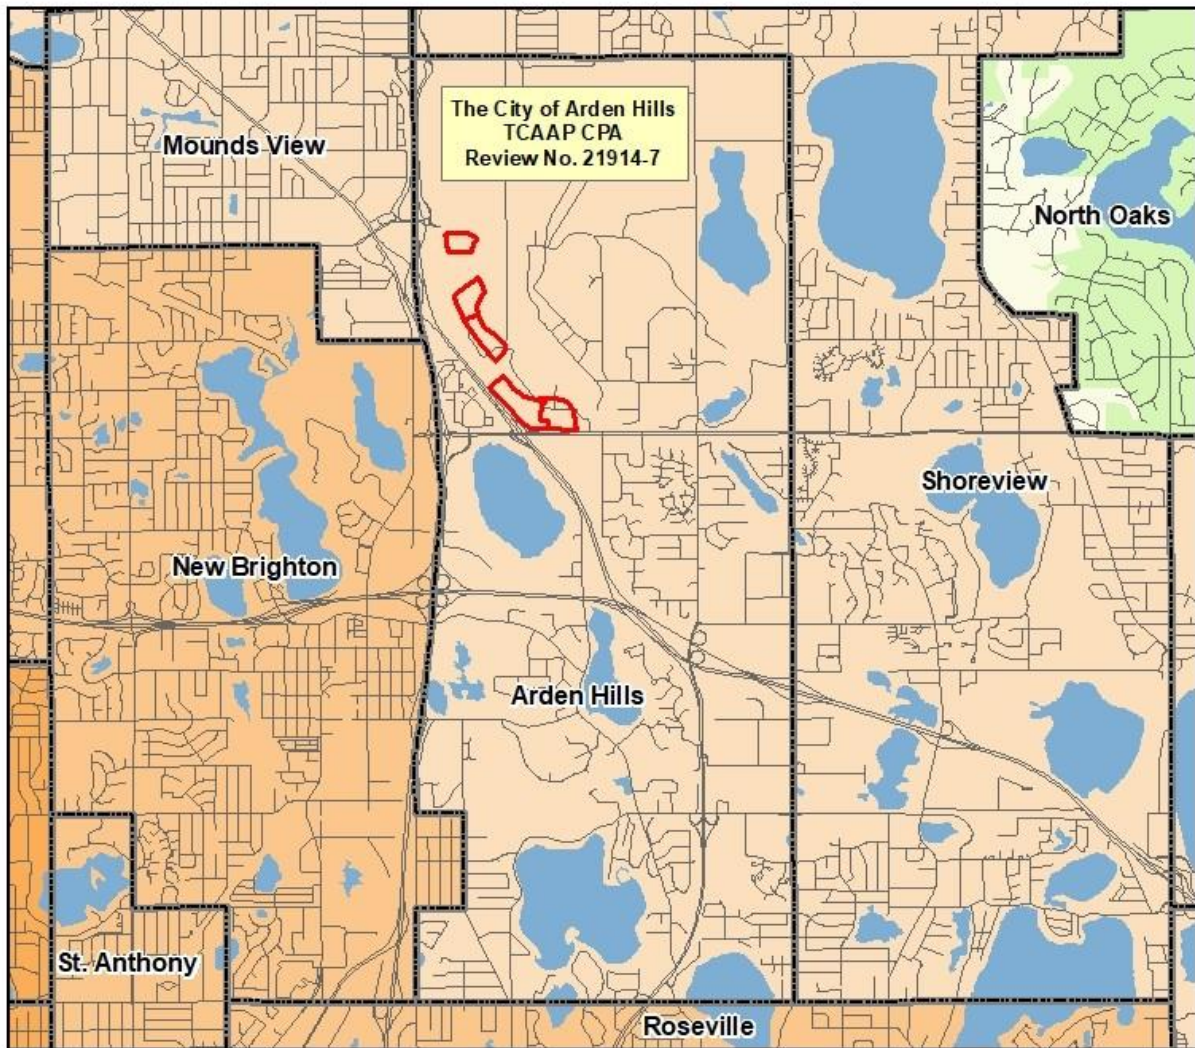 The City of Arden Hills
TCAAP CPA
Review No. 21914-7
Mounds View
North Oaks
Shoreview
New Brighton
Arden Hills
St. Anthony
Roseville